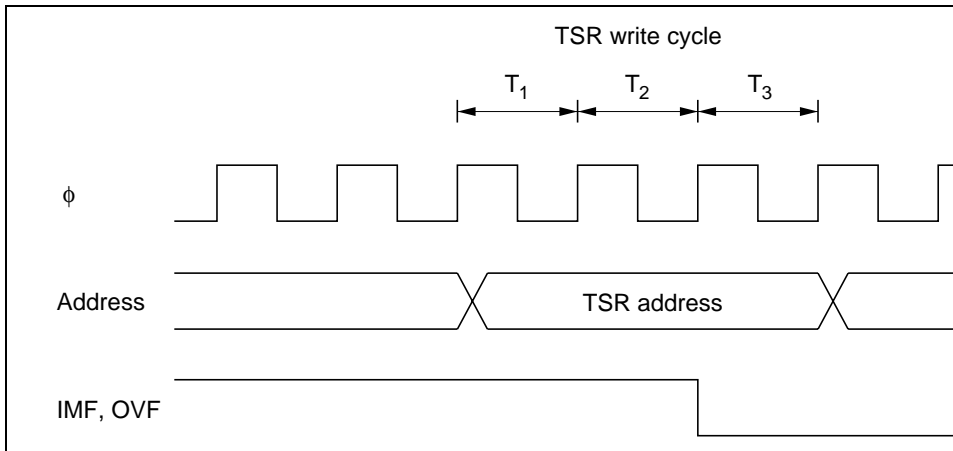 TSR write cycle
T1 T2 T3
ϕ
Address
TSR address
IMF, OVF